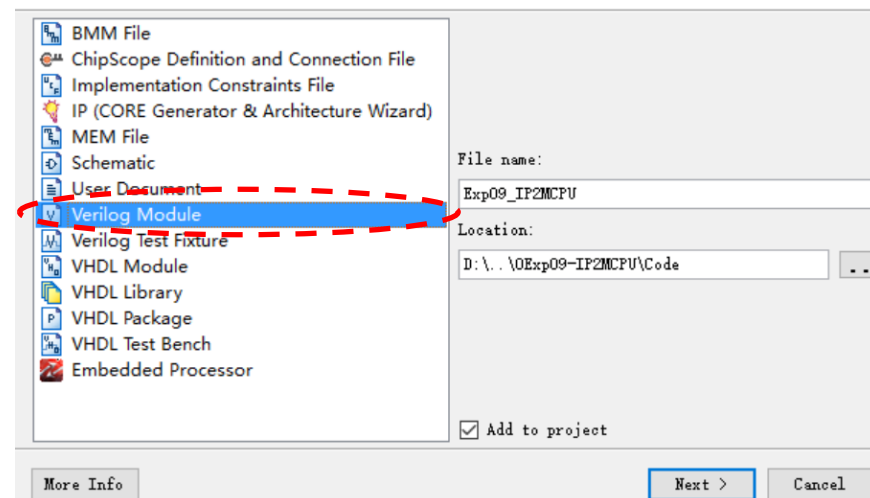 BMM File
ChipScope Definition and Connection File
Implementation Constraints File
IP (CORE Generator & Architecture Wizard)
MEM File
Schematic
User Document
Verilog Module
Verilog Test Fixture
VHDL Module
VHDL Library
VHDL Package
VHDL Test Bench
Embedded Processor
File name:
Exp09_IP2MCPU
Location:
D:\..\OExp09-IP2MCPU\Code
..
Add to project
More Info
Next >
Cancel